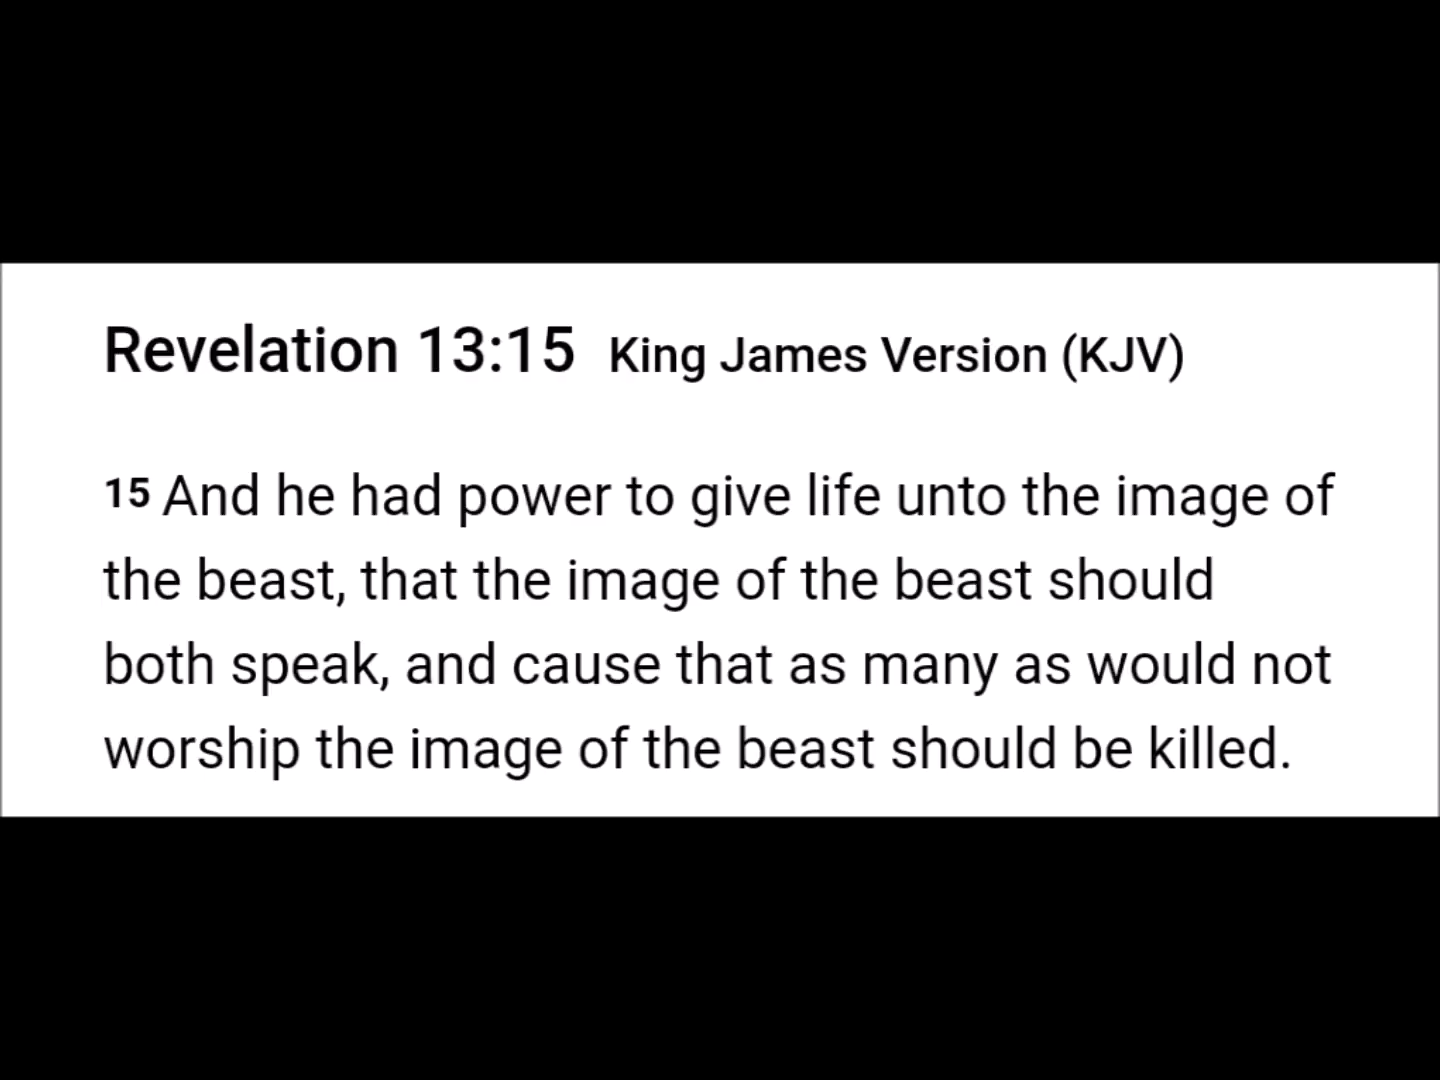 Revelation 13:15 King James Version (KJV)
15 And he had power to give life unto the image of
the beast, that the image of the beast should
both speak, and cause that as many as would not
worship the image of the beast should be killed.